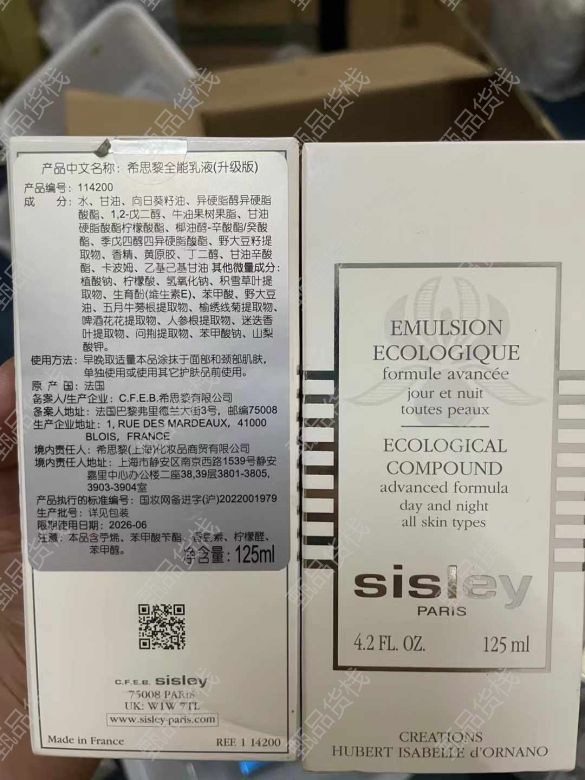 产品中文名称：希思黎全能乳液(升级版)
产品编号：114200
成　分：水、甘油、向日葵籽油、异硬脂醇异硬脂
酸酯、1,2-戊二醇、牛油果树果脂、甘油
硬脂酸酯柠檬酸酯、椰油醇-辛酸酯/癸酸
酯、季戊四醇四异硬脂酸酯、野大豆籽提
取物、香精、黄原胶、丁二醇、甘油辛酸
酯、卡波姆、乙基己基甘油 其他微量成分：
植酸钠、柠檬酸、氢氧化钠、积雪草叶提
取物、生育酚(维生素E)、苯甲酸、野大豆
油、五月牛蒡根提取物、榆绣线菊提取物、
啤酒花花提取物、人参根提取物、迷迭香
叶提取物、问荆提取物、苯甲酸钠、山梨
酸钾。
使用方法：早晚取适量本品涂抹于面部和颈部肌肤，
单独使用或使用其它护肤品前使用。
原 产 国：法国
备案人/生产企业：C.F.E.B.希思黎有限公司
备案人地址：法国巴黎弗里德兰大街3号，邮编75008
生产企业地址：1, RUE DES MARDEAUX, 41000
BLOIS, FRANCE
境内责任人：希思黎(上海)化妆品商贸有限公司
境内责任人地址：上海市静安区南京西路1539号静安
嘉里中心办公楼二座38,39层3801-3805,
3903-3904室
产品执行的标准编号：国妆网备进字(沪)2022001979
生产批号：详见包装
限期使用日期：2026-06
注意：本品含苧烯、苯甲酸苄酯、香豆素、柠檬醛、
苯甲醇。
净含量：125ml
C.F.E.B. sisley
75008 PARIS
UK: W1W 7TL
www.sisley-paris.com
Made in France REF. 1 14200
EMULSION
ECOLOGIQUE
formule avancée
jour et nuit
toutes peaux
ECOLOGICAL
COMPOUND
advanced formula
day and night
all skin types
sisley
PARIS
4.2 FL. OZ. 125 ml
CREATIONS
HUBERT ISABELLE d'ORNANO
甄品货栈